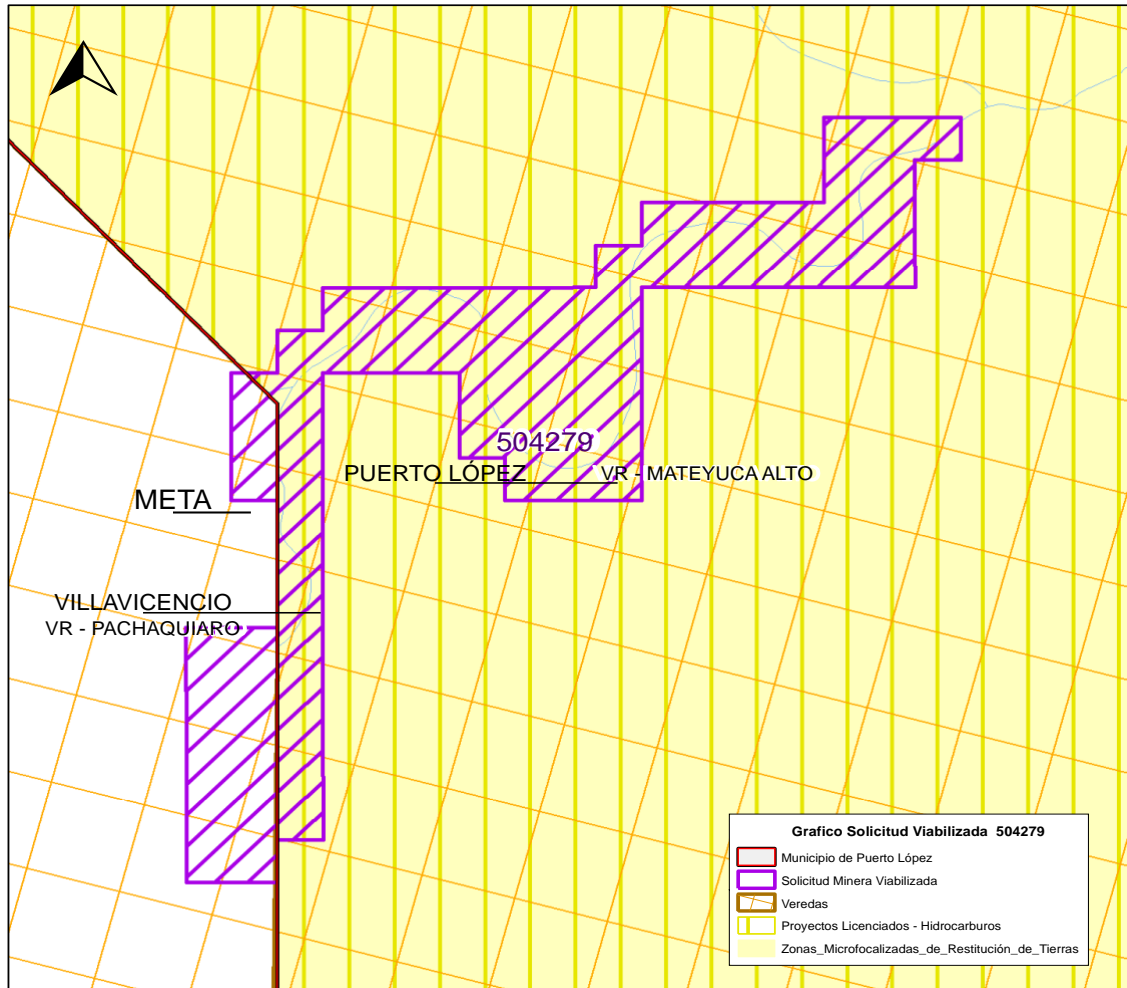 504279
PUERTO LÓPEZ
VR - MATEYUCA ALTO
META
VILLAVICENCIO
VR - PACHAQUIARO
Grafico Solicitud Viabilizada 504279
Municipio de Puerto López
Solicitud Minera Viabilizada
Veredas
Proyectos Licenciados - Hidrocarburos
Zonas_Microfocalizadas_de_Restitución_de_Tierras